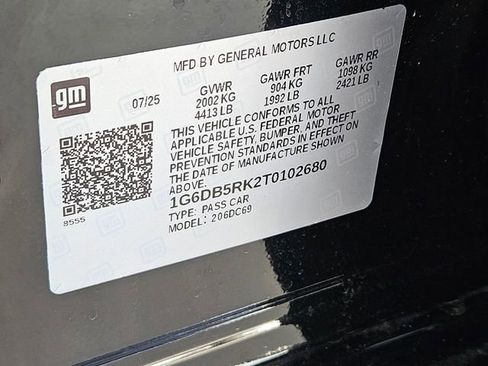 gm
MFD BY GENERAL MOTORS LLC
07/25
GVWR GAWR FRT GAWR RR
2002 KG 904 KG 1098 KG
4413 LB 1992 LB 2421 LB
THIS VEHICLE CONFORMS TO ALL
APPLICABLE U.S. FEDERAL MOTOR
VEHICLE SAFETY, BUMPER, AND THEFT
PREVENTION STANDARDS IN EFFECT ON
THE DATE OF MANUFACTURE SHOWN
ABOVE.
1G6DB5RK2T0102680
TYPE: PASS CAR
MODEL: 206DC69
8555